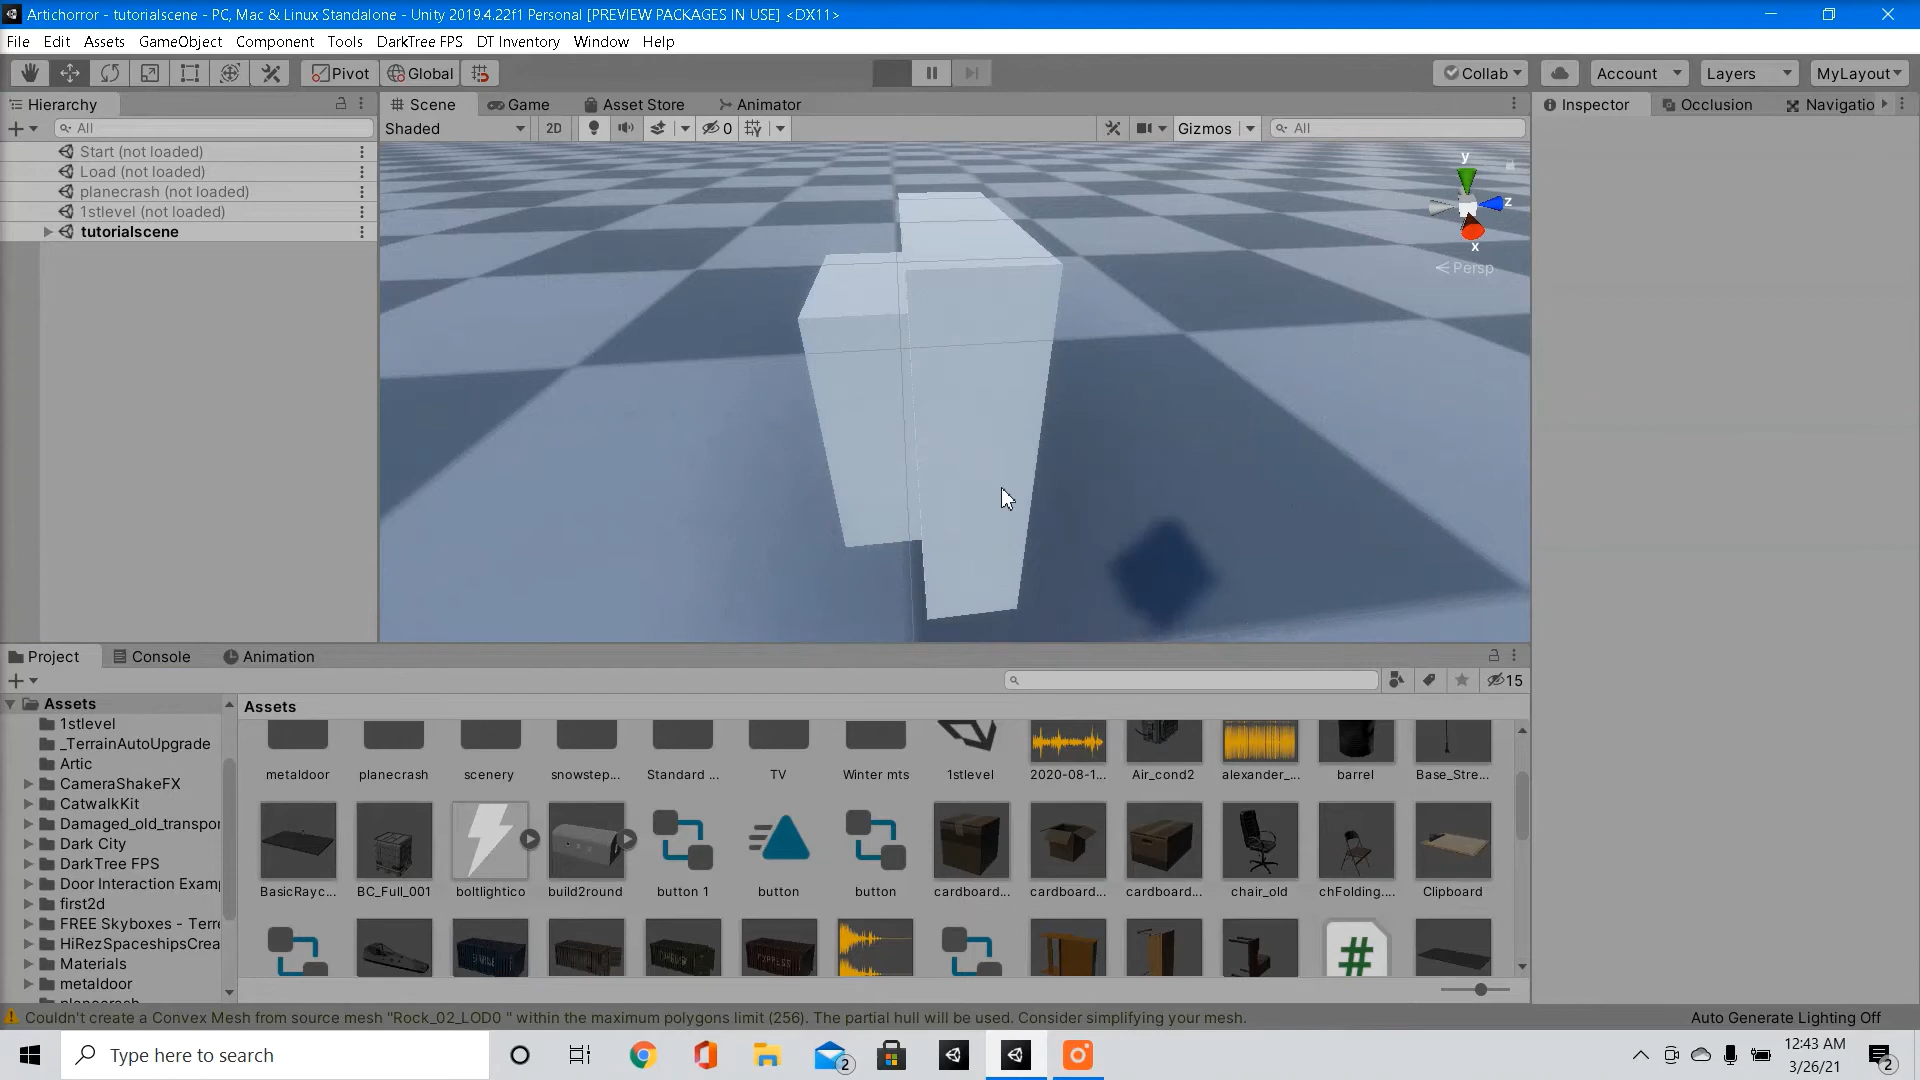 Artichorror - tutorialscene - PC, Mac & Linux Standalone - Unity 2019.4.22f1 Personal [PREVIEW PACKAGES IN USE] <DX11>
File Edit Assets GameObject Component Tools DarkTree FPS DT Inventory Window Help
Pivot Global Collab Account Layers MyLayout
Hierarchy
All
Start (not loaded)
Load (not loaded)
planecrash (not loaded)
1stlevel (not loaded)
tutorialscene
Scene Game Asset Store Animator
Shaded 2D 0 Gizmos All
y
z
x
Persp
Inspector Occlusion Navigatio
Project Console Animation
15
Assets
1stlevel
_TerrainAutoUpgrade
Artic
CameraShakeFX
CatwalkKit
Damaged_old_transpor
Dark City
DarkTree FPS
Door Interaction Exam
first2d
FREE Skyboxes - Terre
HiRezSpaceshipsCrea
Materials
metaldoor
planecrash
Assets
metaldoor planecrash scenery snowstep... Standard ... TV Winter mts 1stlevel 2020-08-1... Air_cond2 alexander_... barrel Base_Stre...
BasicRayc... BC_Full_001 boltlightico build2round button 1 button button cardboard... cardboard... cardboard... chair_old chFolding.... Clipboard
Couldn't create a Convex Mesh from source mesh "Rock_02_LOD0 " within the maximum polygons limit (256). The partial hull will be used. Consider simplifying your mesh.
Auto Generate Lighting Off
Type here to search
2
12:43 AM
3/26/21
2